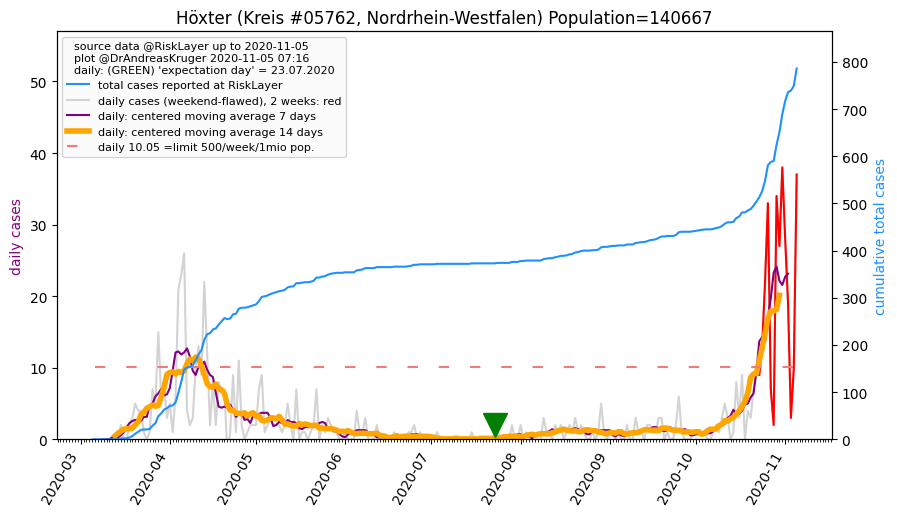 Höxter (Kreis #05762, Nordrhein-Westfalen) Population=140667
source data @RiskLayer up to 2020-11-05
plot @DrAndreasKruger 2020-11-05 07:16
daily: (GREEN) 'expectation day' = 23.07.2020
total cases reported at RiskLayer
daily cases (weekend-flawed), 2 weeks: red
daily: centered moving average 7 days
daily: centered moving average 14 days
daily 10.05 =limit 500/week/1mio pop.
daily cases
50
40
30
20
10
0
cumulative total cases
800
700
600
500
400
300
200
100
0
2020-03
2020-04
2020-05
2020-06
2020-07
2020-08
2020-09
2020-10
2020-11